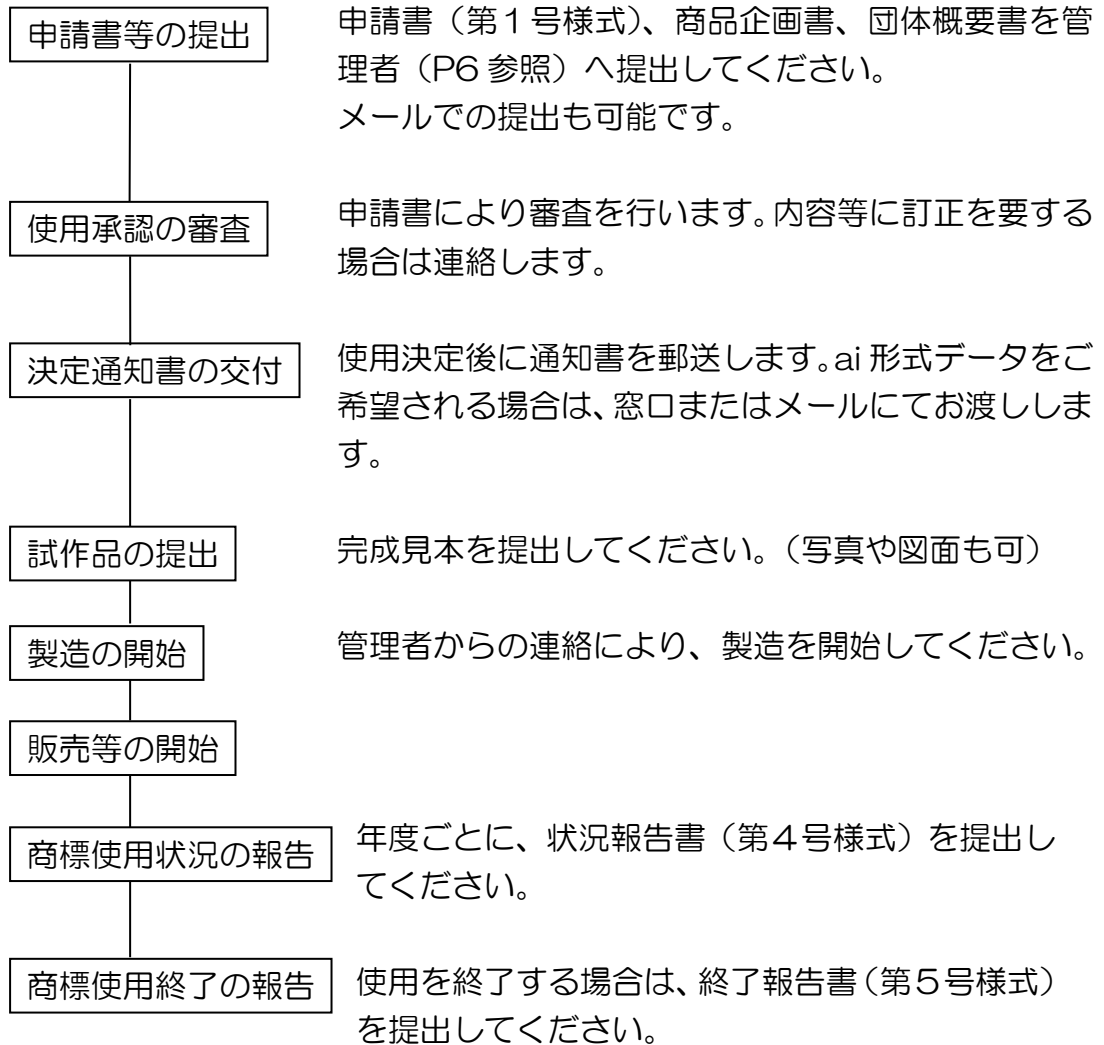 申請書等の提出
申請書（第１号様式）、商品企画書、団体概要書を管
理者（P6 参照）へ提出してください。
メールでの提出も可能です。
使用承認の審査
申請書により審査を行います。内容等に訂正を要する
場合は連絡します。
決定通知書の交付
使用決定後に通知書を郵送します。ai 形式データをご
希望される場合は、窓口またはメールにてお渡ししま
す。
試作品の提出
完成見本を提出してください。（写真や図面も可）
製造の開始
管理者からの連絡により、製造を開始してください。
販売等の開始
商標使用状況の報告
年度ごとに、状況報告書（第４号様式）を提出し
てください。
商標使用終了の報告
使用を終了する場合は、終了報告書（第５号様式）
を提出してください。